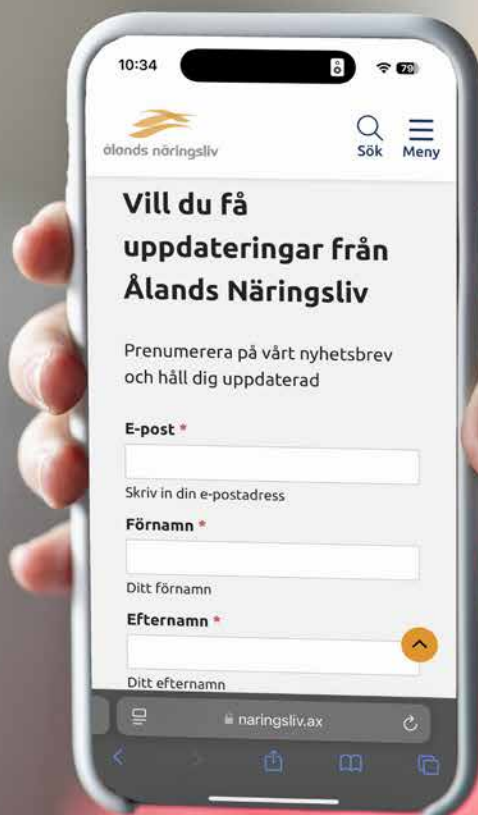 10:34
79
ålands näringsliv
Sök
Meny
Vill du få
uppdateringar från
Ålands Näringsliv
Prenumerera på vårt nyhetsbrev
och håll dig uppdaterad
E-post *
Skriv in din e-postadress
Förnamn *
Ditt förnamn
Efternamn *
Ditt efternamn
naringsliv.ax